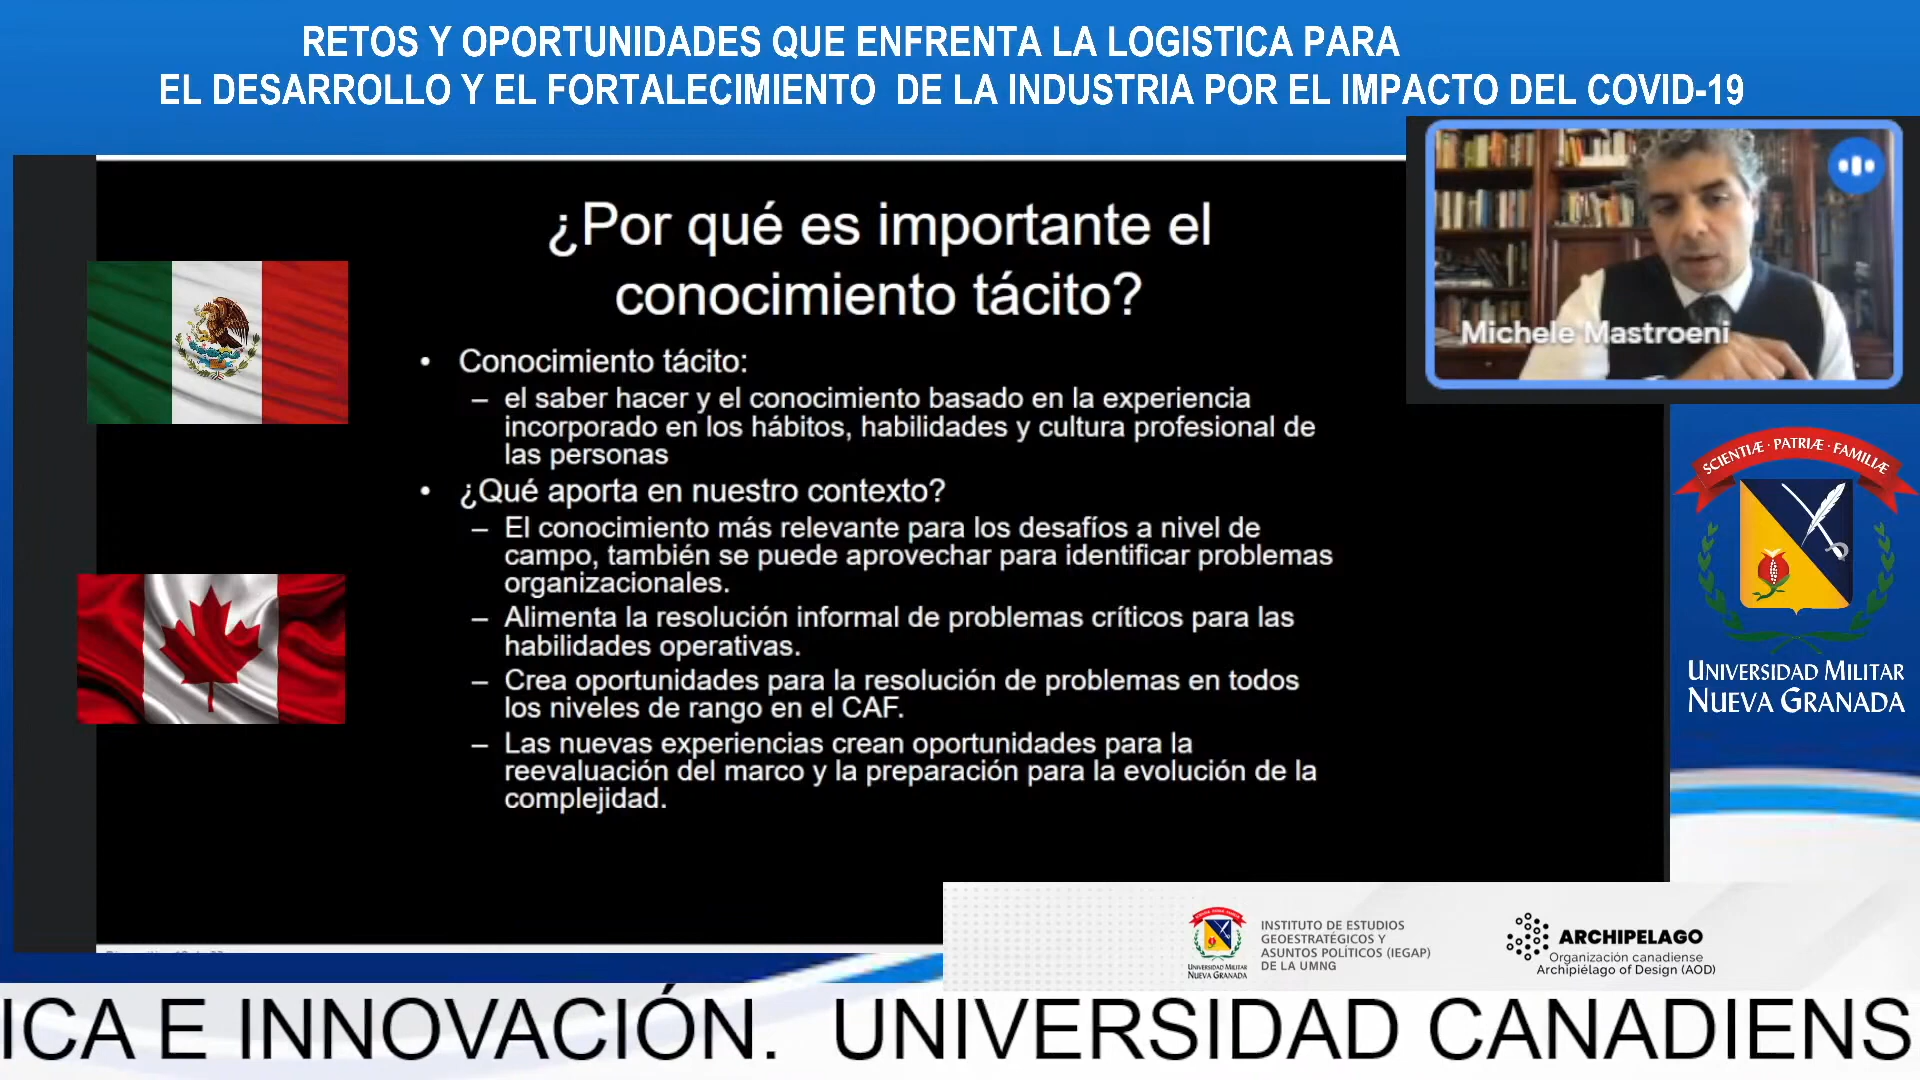 RETOS Y OPORTUNIDADES QUE ENFRENTA LA LOGISTICA PARA
EL DESARROLLO Y EL FORTALECIMIENTO DE LA INDUSTRIA POR EL IMPACTO DEL COVID-19
¿Por qué es importante el
conocimiento tácito?
• Conocimiento tácito:
– el saber hacer y el conocimiento basado en la experiencia
incorporado en los hábitos, habilidades y cultura profesional de
las personas
• ¿Qué aporta en nuestro contexto?
– El conocimiento más relevante para los desafíos a nivel de
campo, también se puede aprovechar para identificar problemas
organizacionales.
– Alimenta la resolución informal de problemas críticos para las
habilidades operativas.
– Crea oportunidades para la resolución de problemas en todos
los niveles de rango en el CAF.
– Las nuevas experiencias crean oportunidades para la
reevaluación del marco y la preparación para la evolución de la
complejidad.
Michele Mastroeni
SCIENTIÆ · PATRIÆ · FAMILIÆ
UNIVERSIDAD MILITAR
NUEVA GRANADA
UNIVERSIDAD MILITAR
NUEVA GRANADA
INSTITUTO DE ESTUDIOS
GEOESTRATÉGICOS Y
ASUNTOS POLÍTICOS (IEGAP)
DE LA UMNG
ARCHIPELAGO
Organización canadiense
Archipiélago of Design (AOD)
ICA E INNOVACIÓN. UNIVERSIDAD CANADIENS